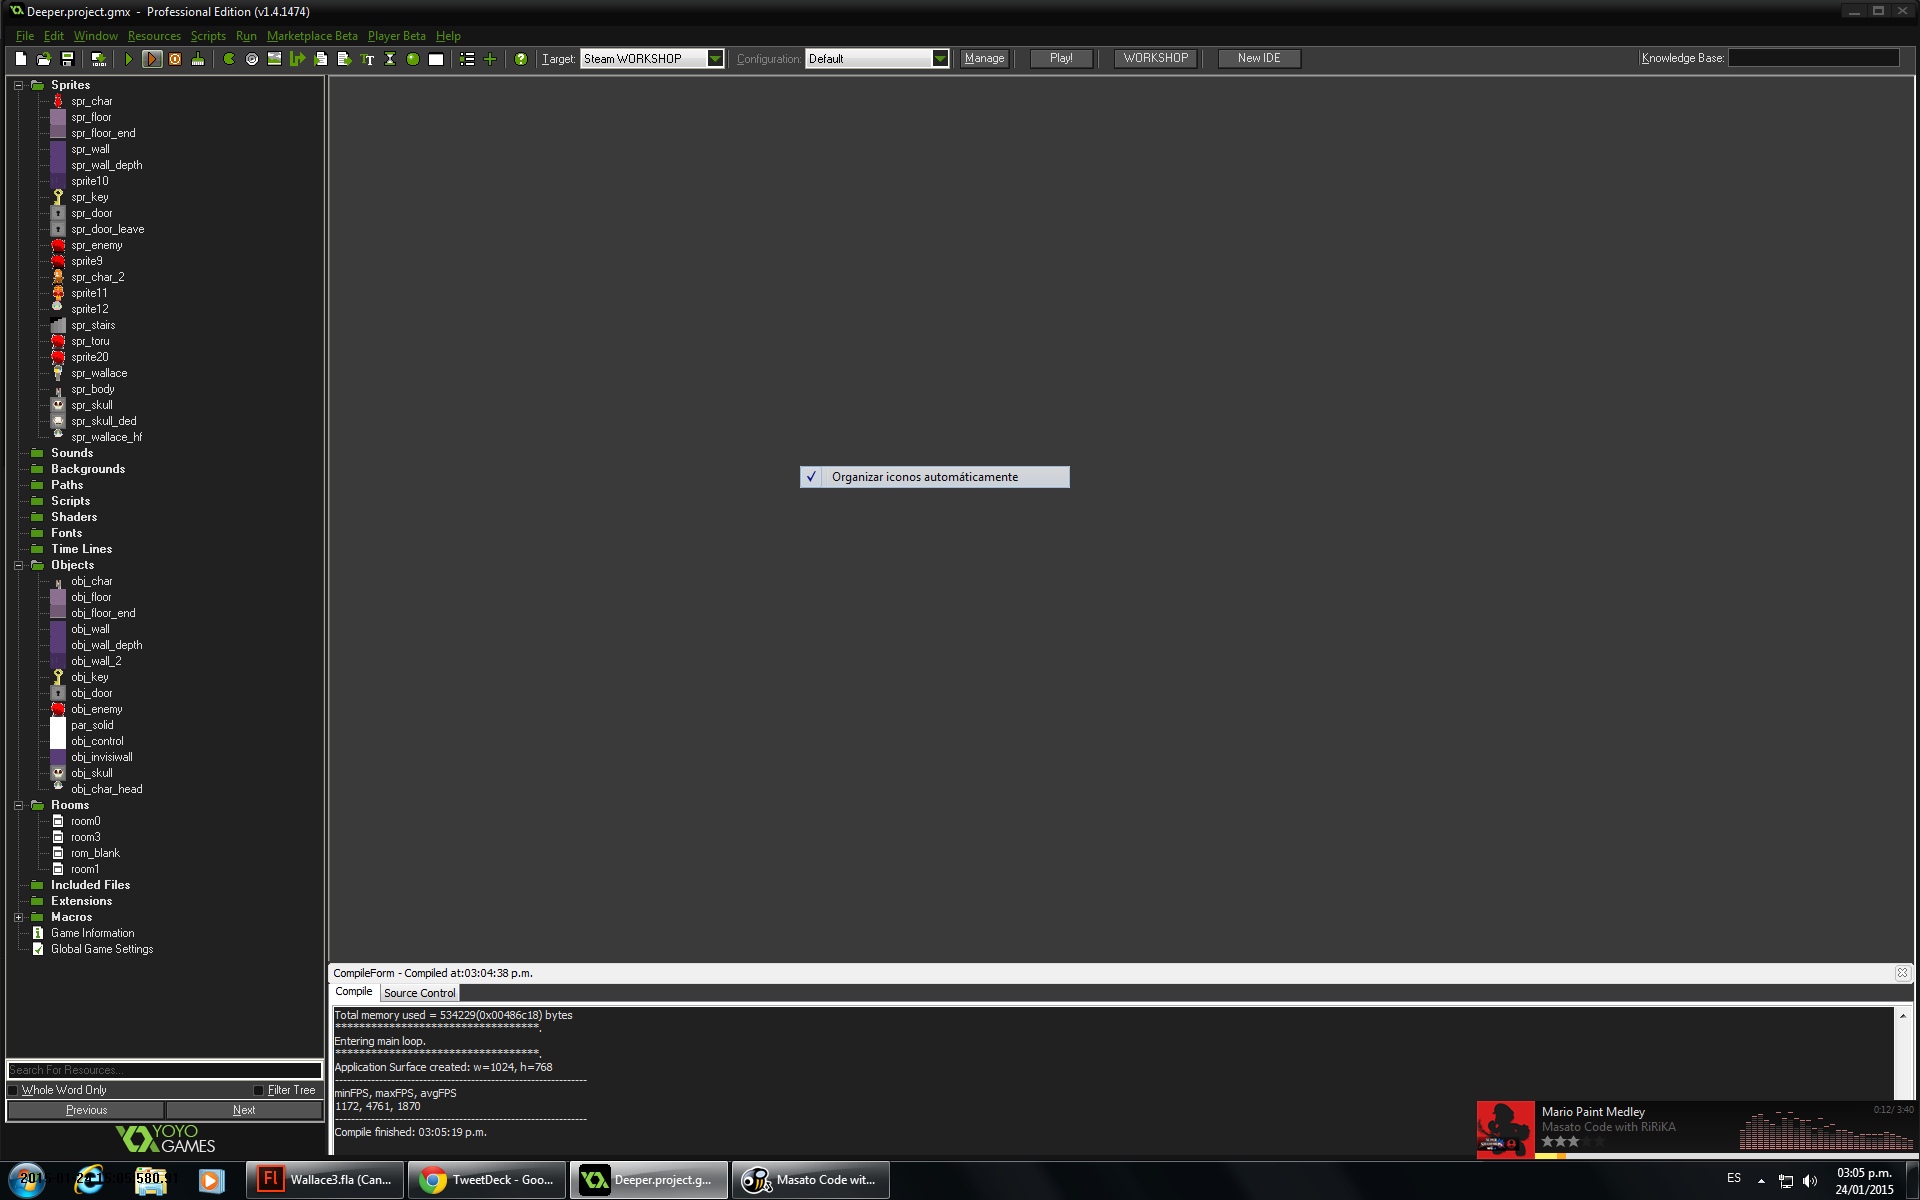 Deeper.project.gmx - Professional Edition (v1.4.1474)
File Edit Window Resources Scripts Run Marketplace Beta Player Beta Help
Target: Steam WORKSHOP Configuration: Default Manage Play! WORKSHOP New IDE Knowledge Base:
Sprites
spr_char
spr_floor
spr_floor_end
spr_wall
spr_wall_depth
sprite10
spr_key
spr_door
spr_door_leave
spr_enemy
sprite9
spr_char_2
sprite11
sprite12
spr_stairs
spr_toru
sprite20
spr_wallace
spr_body
spr_skull
spr_skull_ded
spr_wallace_hf
Sounds
Backgrounds
Paths
Scripts
Shaders
Fonts
Time Lines
Objects
obj_char
obj_floor
obj_floor_end
obj_wall
obj_wall_depth
obj_wall_2
obj_key
obj_door
obj_enemy
par_solid
obj_control
obj_invisiwall
obj_skull
obj_char_head
Rooms
room0
room3
rom_blank
room1
Included Files
Extensions
Macros
Game Information
Global Game Settings
Search For Resources...
Whole Word Only Filter Tree
Previous Next
YOYO
GAMES
✓ Organizar iconos automáticamente
CompileForm - Compiled at:03:04:38 p.m.
Compile Source Control
Total memory used = 534229(0x00486c18) bytes
**********************************.
Entering main loop.
**********************************.
Application Surface created: w=1024, h=768
---------------------------------------------------------------
minFPS, maxFPS, avgFPS
1172, 4761, 1870
---------------------------------------------------------------
Compile finished: 03:05:19 p.m.
Mario Paint Medley 0:12/ 3:40
Masato Code with RiRiKA
★★★★★
Fl Wallace3.fla (Can... TweetDeck - Goo... Deeper.project.g... Masato Code wit...
ES 03:05 p.m.
24/01/2015